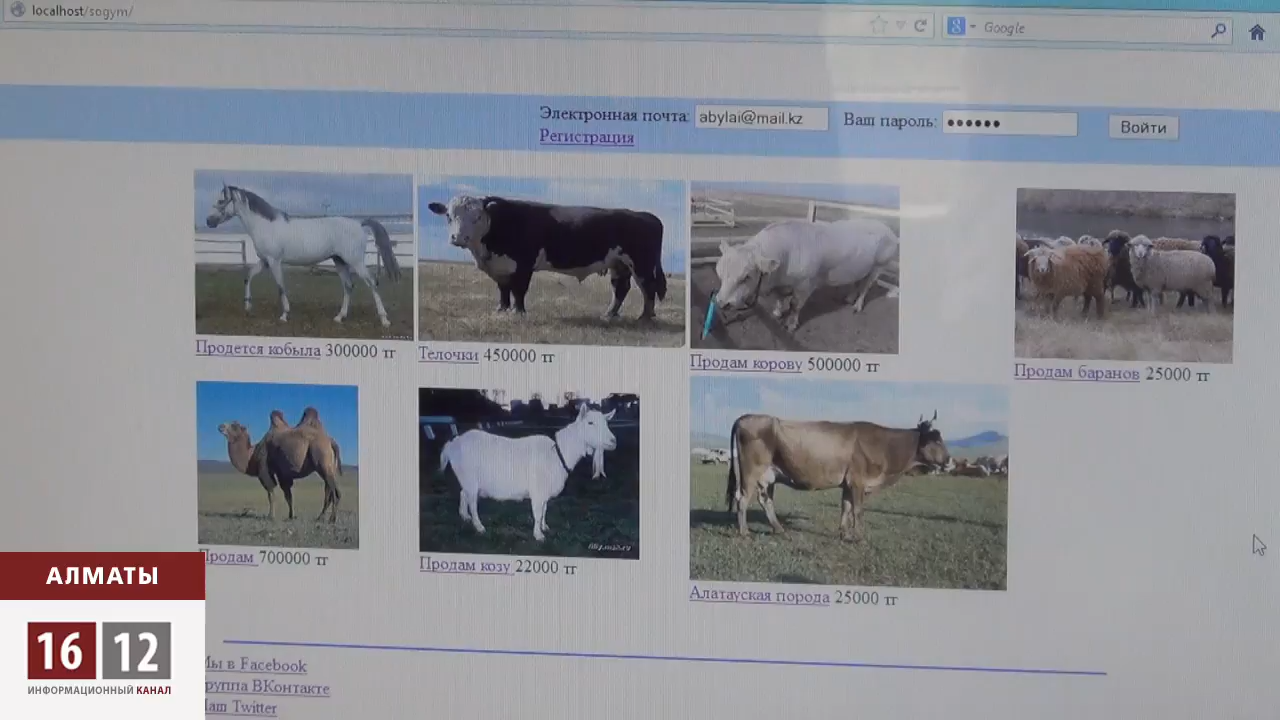 localhost/sogym/
8 Google
Электронная почта: abylai@mail.kz Ваш пароль: ●●●●●● Войти
Регистрация
Продется кобыла 300000 тг
Телочки 450000 тг
Продам корову 500000 тг
Продам баранов 25000 тг
Продам 700000 тг
Продам козу 22000 тг
Алатауская порода 25000 тг
Мы в Facebook
Группа ВКонтакте
Наш Twitter
АЛМАТЫ
16 12
ИНФОРМАЦИОННЫЙ КАНАЛ